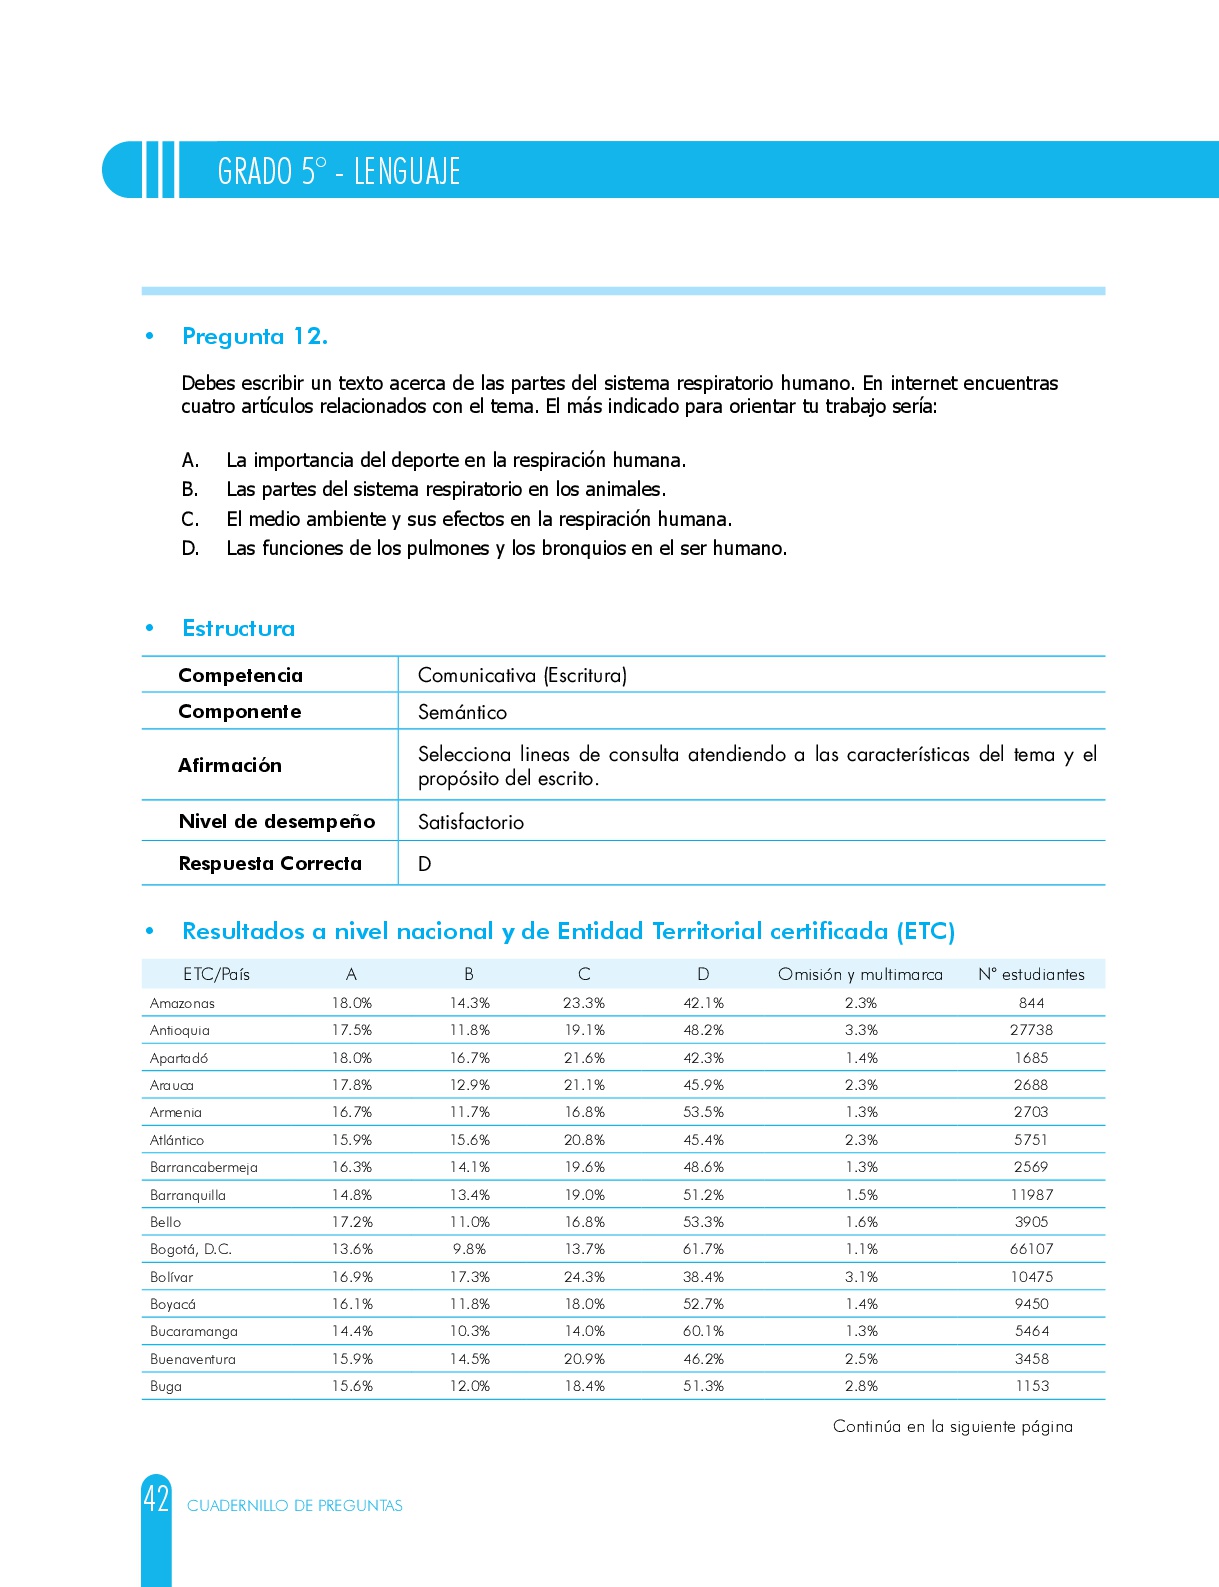 GRADO 5° - LENGUAJE
• Pregunta 12.
Debes escribir un texto acerca de las partes del sistema respiratorio humano. En internet encuentras
cuatro artículos relacionados con el tema. El más indicado para orientar tu trabajo sería:
A. La importancia del deporte en la respiración humana.
B. Las partes del sistema respiratorio en los animales.
C. El medio ambiente y sus efectos en la respiración humana.
D. Las funciones de los pulmones y los bronquios en el ser humano.
• Estructura
Competencia Comunicativa (Escritura)
Componente Semántico
Afirmación Selecciona lineas de consulta atendiendo a las características del tema y el
propósito del escrito.
Nivel de desempeño Satisfactorio
Respuesta Correcta D
• Resultados a nivel nacional y de Entidad Territorial certificada (ETC)
ETC/País A B C D Omisión y multimarca N° estudiantes
Amazonas 18.0% 14.3% 23.3% 42.1% 2.3% 844
Antioquia 17.5% 11.8% 19.1% 48.2% 3.3% 27738
Apartadó 18.0% 16.7% 21.6% 42.3% 1.4% 1685
Arauca 17.8% 12.9% 21.1% 45.9% 2.3% 2688
Armenia 16.7% 11.7% 16.8% 53.5% 1.3% 2703
Atlántico 15.9% 15.6% 20.8% 45.4% 2.3% 5751
Barrancabermeja 16.3% 14.1% 19.6% 48.6% 1.3% 2569
Barranquilla 14.8% 13.4% 19.0% 51.2% 1.5% 11987
Bello 17.2% 11.0% 16.8% 53.3% 1.6% 3905
Bogotá, D.C. 13.6% 9.8% 13.7% 61.7% 1.1% 66107
Bolívar 16.9% 17.3% 24.3% 38.4% 3.1% 10475
Boyacá 16.1% 11.8% 18.0% 52.7% 1.4% 9450
Bucaramanga 14.4% 10.3% 14.0% 60.1% 1.3% 5464
Buenaventura 15.9% 14.5% 20.9% 46.2% 2.5% 3458
Buga 15.6% 12.0% 18.4% 51.3% 2.8% 1153
Continúa en la siguiente página
42 CUADERNILLO DE PREGUNTAS